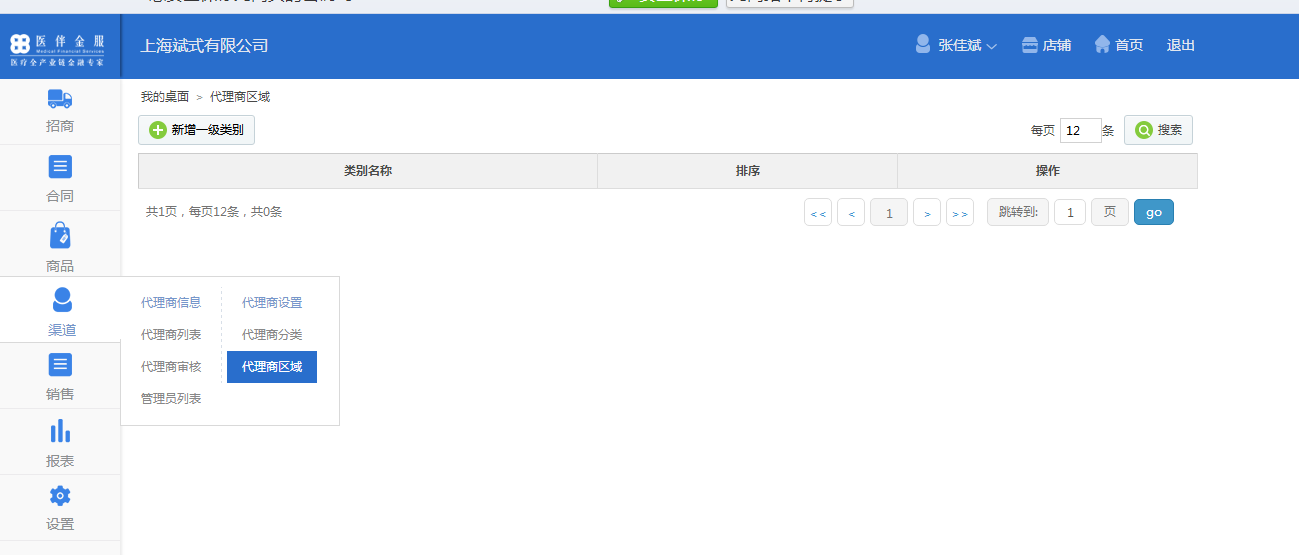 医伴金服
Medical Financial Services
医疗全产业链金融专家
上海斌式有限公司
张佳斌
店铺
首页
退出
招商
合同
商品
渠道
销售
报表
设置
我的桌面 > 代理商区域
新增一级类别
每页 12 条 搜索
类别名称 排序 操作
共1页，每页12条，共0条
<< < 1 > >> 跳转到: 1 页 go
代理商信息 代理商设置
代理商列表 代理商分类
代理商审核 代理商区域
管理员列表